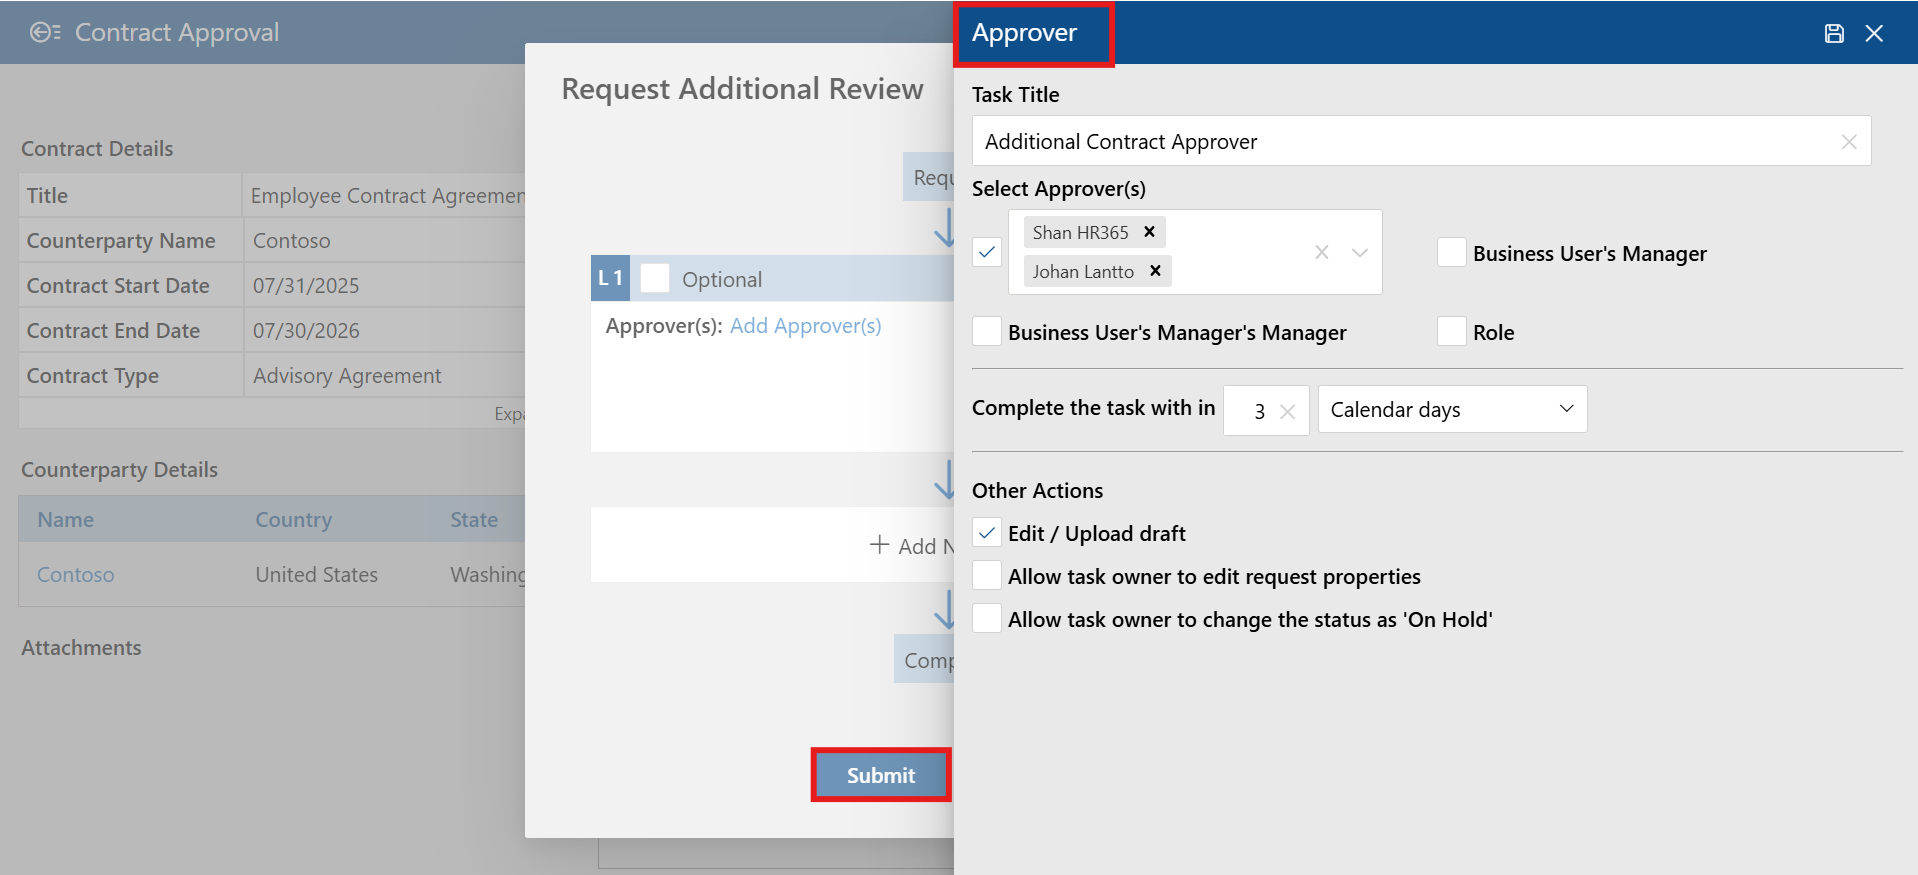 Contract Approval
Contract Details
Title Employee Contract Agreemen
Counterparty Name Contoso
Contract Start Date 07/31/2025
Contract End Date 07/30/2026
Contract Type Advisory Agreement
Expa
Counterparty Details
Name Country State
Contoso United States Washing
Attachments
Request Additional Review
Requ
L 1 Optional
Approver(s): Add Approver(s)
Add N
Comp
Submit
Approver
Task Title
Additional Contract Approver
Select Approver(s)
Shan HR365
Johan Lantto
Business User's Manager
Business User's Manager's Manager Role
Complete the task with in 3 Calendar days
Other Actions
Edit / Upload draft
Allow task owner to edit request properties
Allow task owner to change the status as 'On Hold'